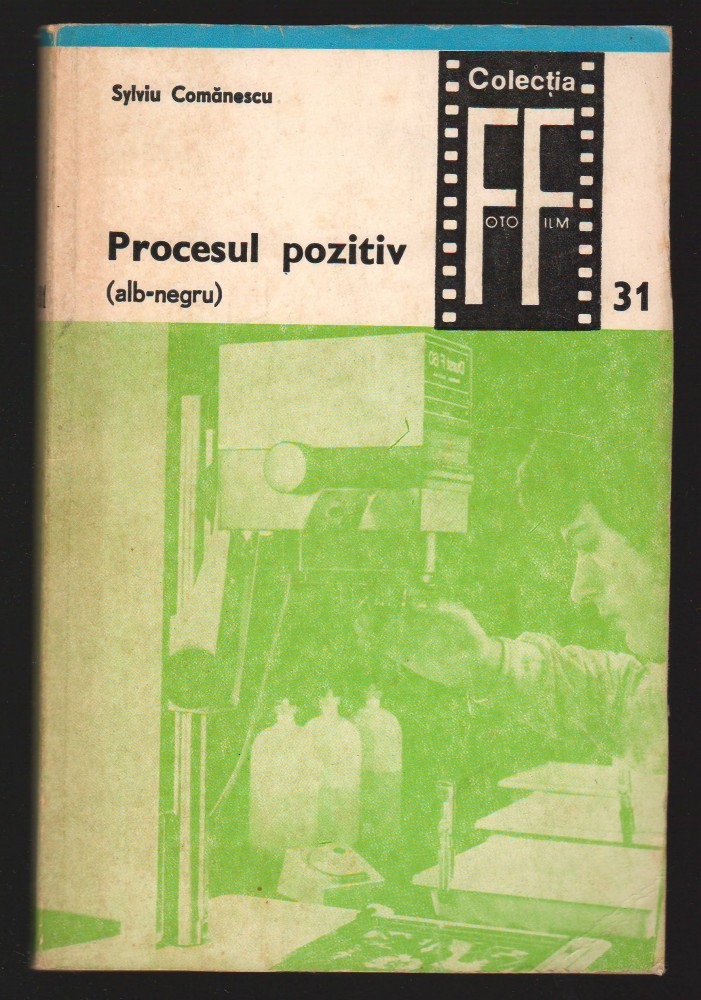 Sylviu Comănescu
Colecția
FF
OTO ILM
Procesul pozitiv
(alb-negru)
31